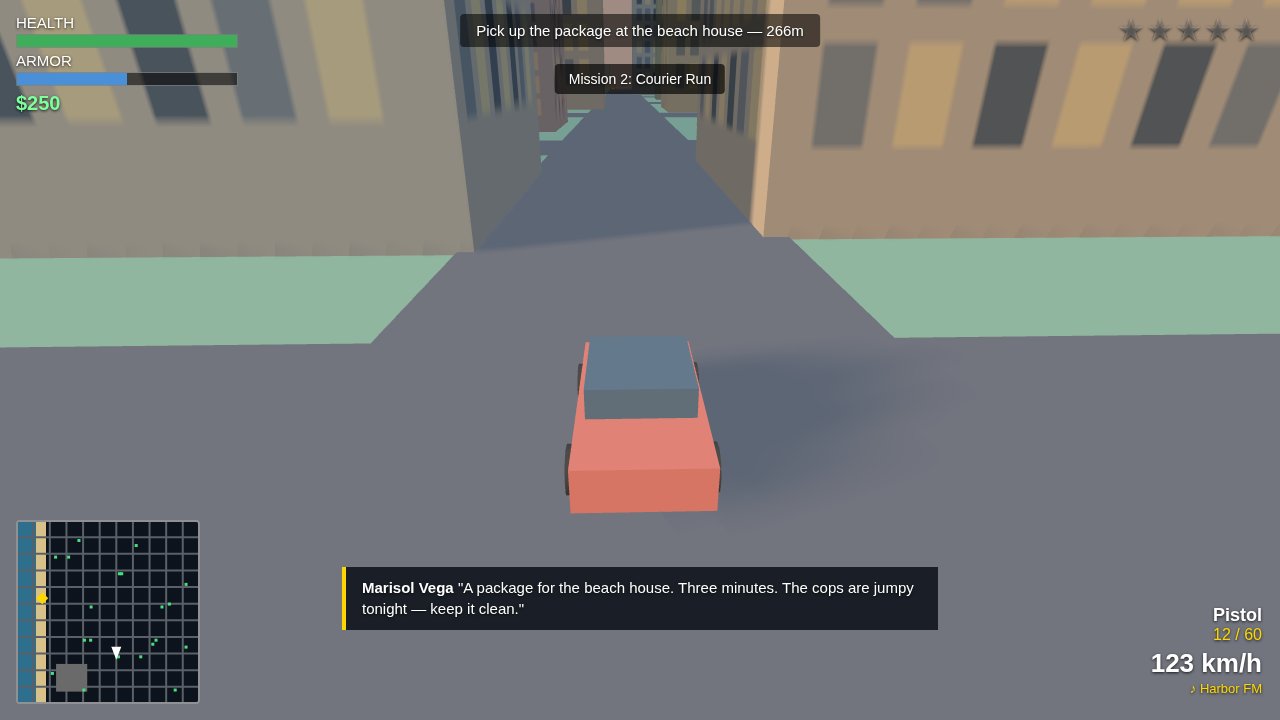 HEALTH
ARMOR
$250
Pick up the package at the beach house — 266m
Mission 2: Courier Run
Marisol Vega "A package for the beach house. Three minutes. The cops are jumpy
tonight — keep it clean."
Pistol
12 / 60
123 km/h
♪ Harbor FM